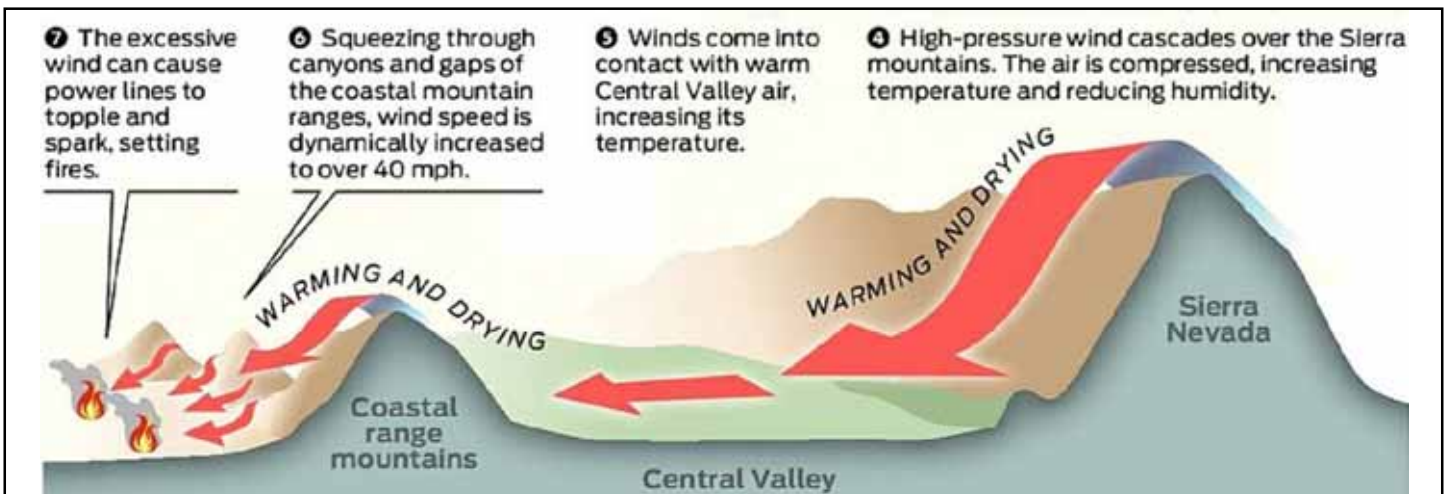 ❼ The excessive
wind can cause
power lines to
topple and
spark, setting
fires.
❻ Squeezing through
canyons and gaps of
the coastal mountain
ranges, wind speed is
dynamically increased
to over 40 mph.
❺ Winds come into
contact with warm
Central Valley air,
increasing its
temperature.
❹ High-pressure wind cascades over the Sierra
mountains. The air is compressed, increasing
temperature and reducing humidity.
WARMING AND DRYING
WARMING AND DRYING
Sierra
Nevada
Coastal
range
mountains
Central Valley